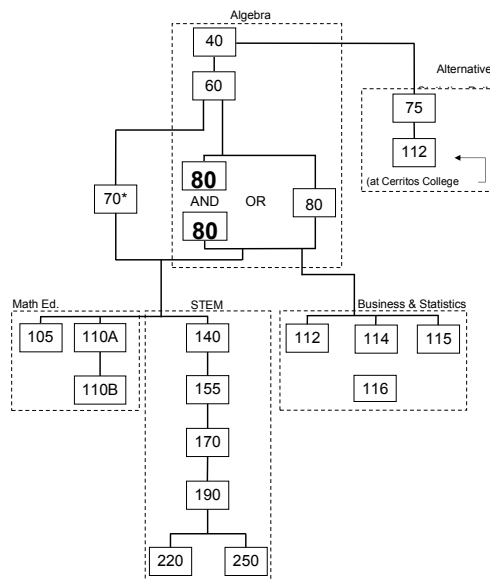 Algebra
40
Alternative
60
75
112
80
70*
AND OR
80
(at Cerritos College
80
Math Ed.
STEM
Business & Statistics
105
110A
140
112
114
115
110B
155
116
170
190
220
250